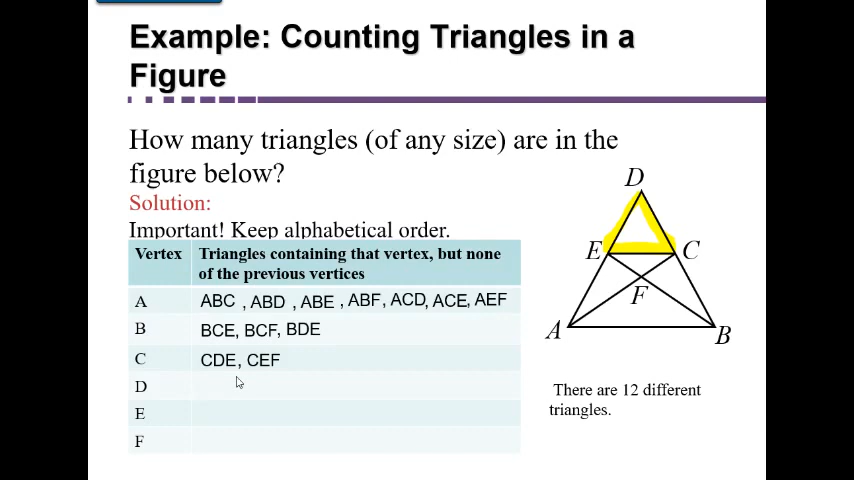 Example: Counting Triangles in a
Figure
How many triangles (of any size) are in the
figure below?
Solution:
Important! Keep alphabetical order.
Vertex Triangles containing that vertex, but none
of the previous vertices
A ABC , ABD , ABE , ABF, ACD, ACE, AEF
B BCE, BCF, BDE
C CDE, CEF
D
E
F
D
E C
F
A B
There are 12 different
triangles.